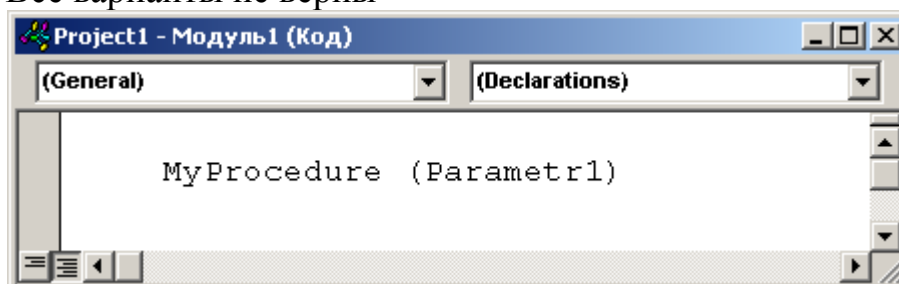 Все варианты не верны
Project1 - Модуль1 (Код)
(General) (Declarations)
MyProcedure (Parametr1)